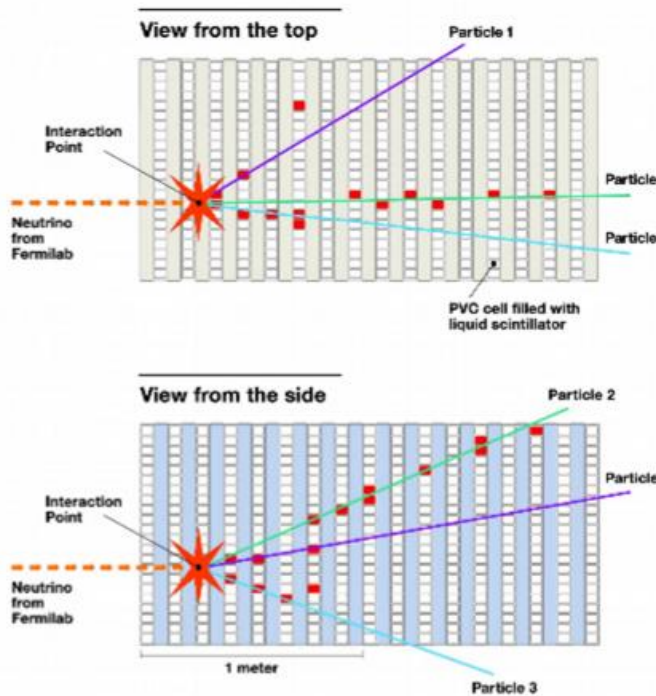 View from the top
Particle 1
Interaction
Point
Particle
Neutrino
from
Fermilab
Particle
PVC cell filled with
liquid scintillator
View from the side
Particle 2
Particle
Interaction
Point
Neutrino
from
Fermilab
1 meter
Particle 3